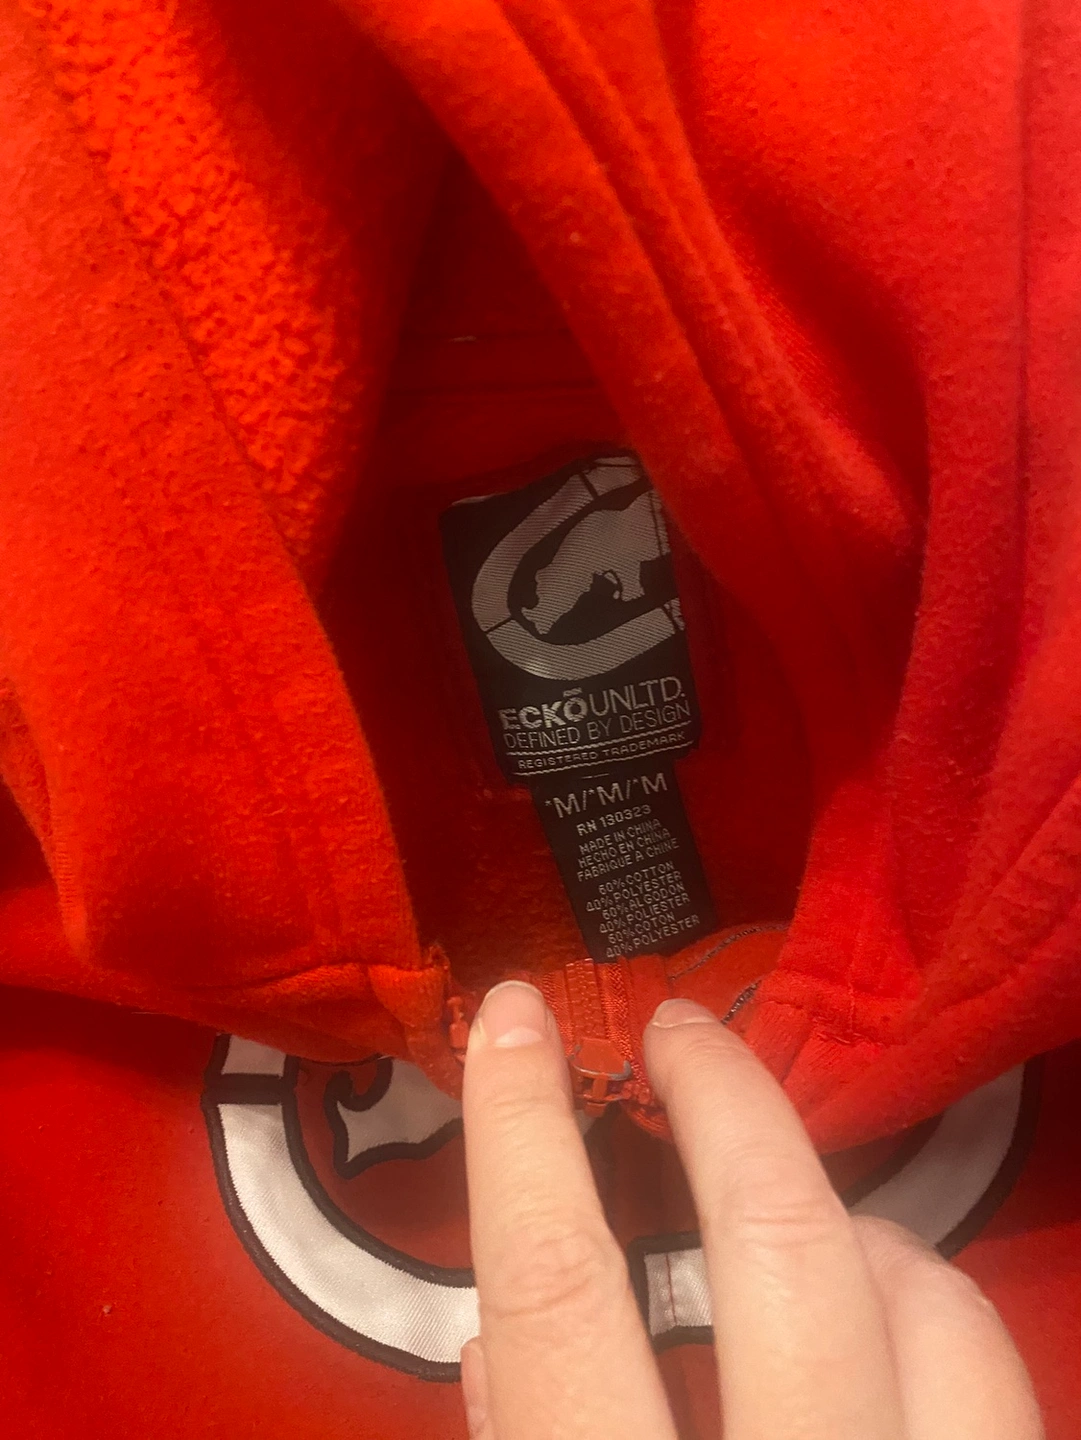 ECKŌ UNLTD.
DEFINED BY DESIGN
REGISTERED TRADEMARK
*M/*M/*M
RN 130323
MADE IN CHINA
HECHO EN CHINA
FABRIQUE A CHINE
60% COTTON
40% POLYESTER
60% ALGODON
40% POLIESTER
60% COTON
40% POLYESTER